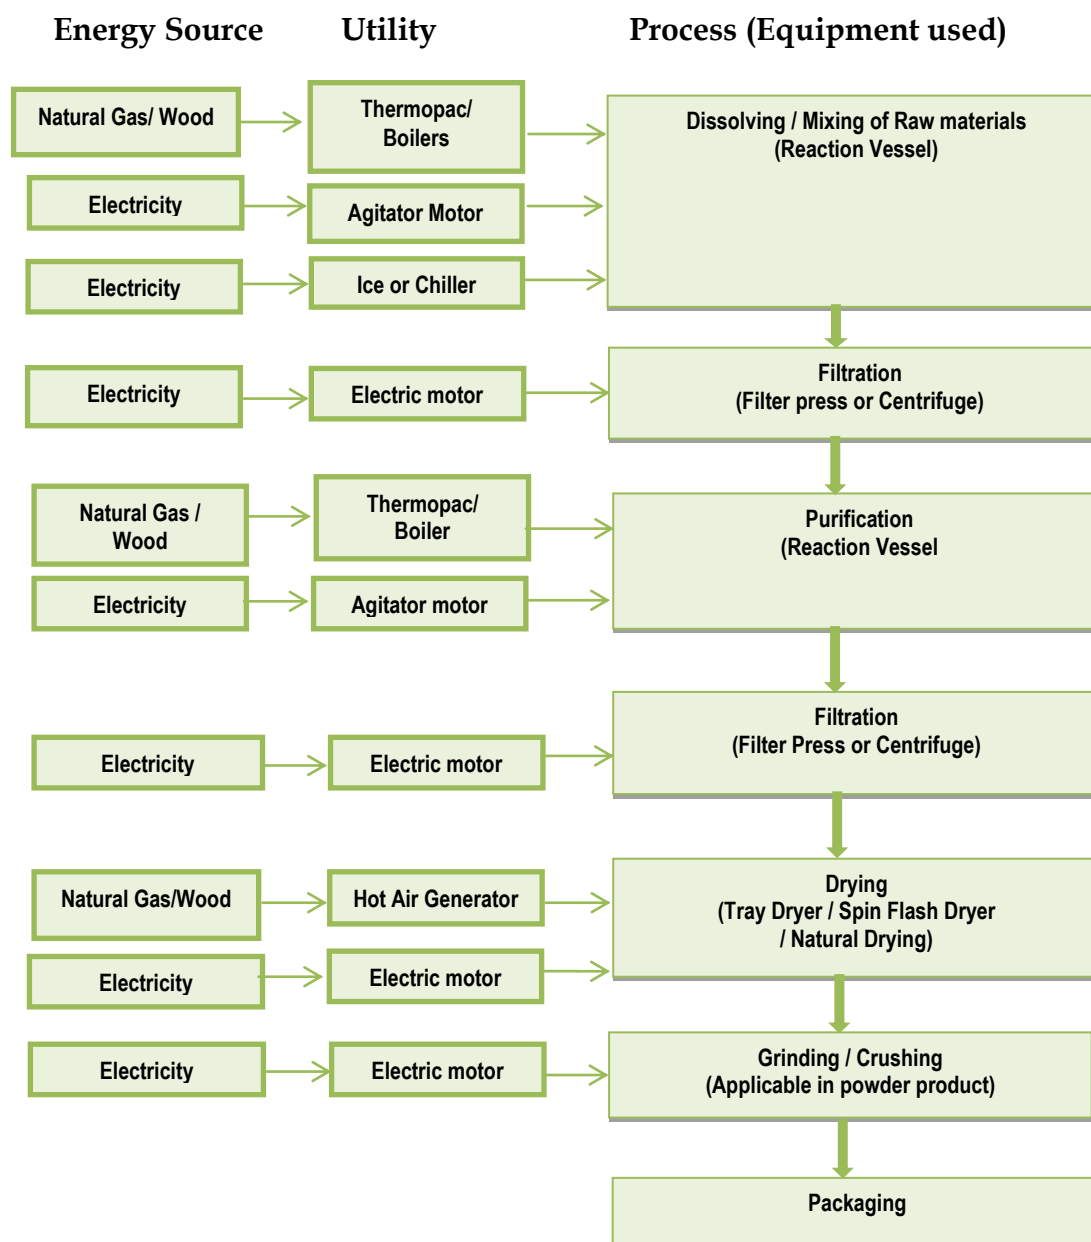 Energy Source Utility Process (Equipment used)
Natural Gas/ Wood
Thermopac/
Boilers
Dissolving / Mixing of Raw materials
(Reaction Vessel)
Electricity
Agitator Motor
Electricity
Ice or Chiller
Electricity
Electric motor
Filtration
(Filter press or Centrifuge)
Natural Gas /
Wood
Thermopac/
Boiler
Purification
(Reaction Vessel
Electricity
Agitator motor
Filtration
(Filter Press or Centrifuge)
Electricity
Electric motor
Natural Gas/Wood
Hot Air Generator
Drying
(Tray Dryer / Spin Flash Dryer
/ Natural Drying)
Electricity
Electric motor
Electricity
Electric motor
Grinding / Crushing
(Applicable in powder product)
Packaging